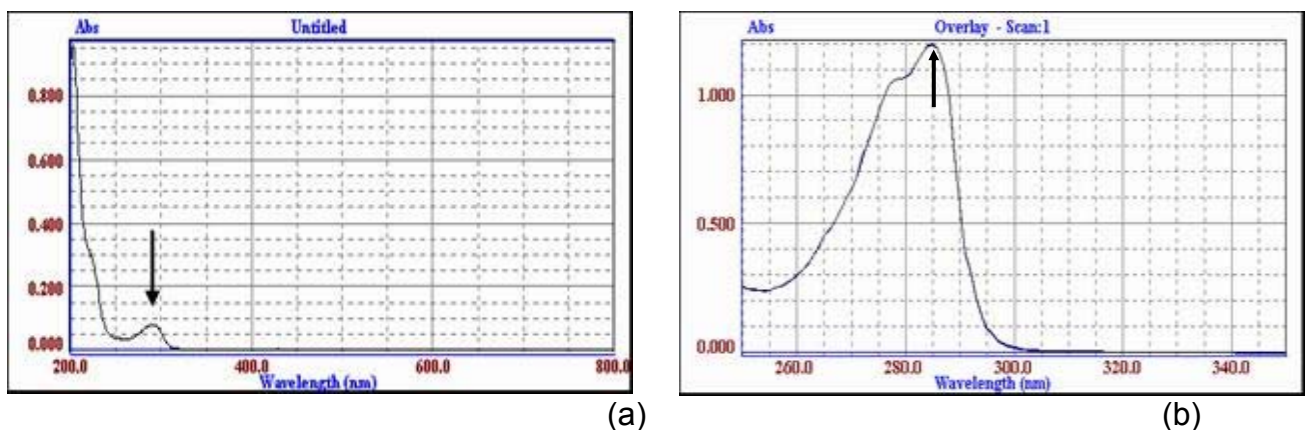 Abs Untitled
0.800
0.600
0.400
0.200
0.000
200.0 400.0 600.0 800.0
Wavelength (nm)
(a)
Abs Overlay - Scan:1
1.000
0.500
0.000
260.0 280.0 300.0 320.0 340.0
Wavelength (nm)
(b)